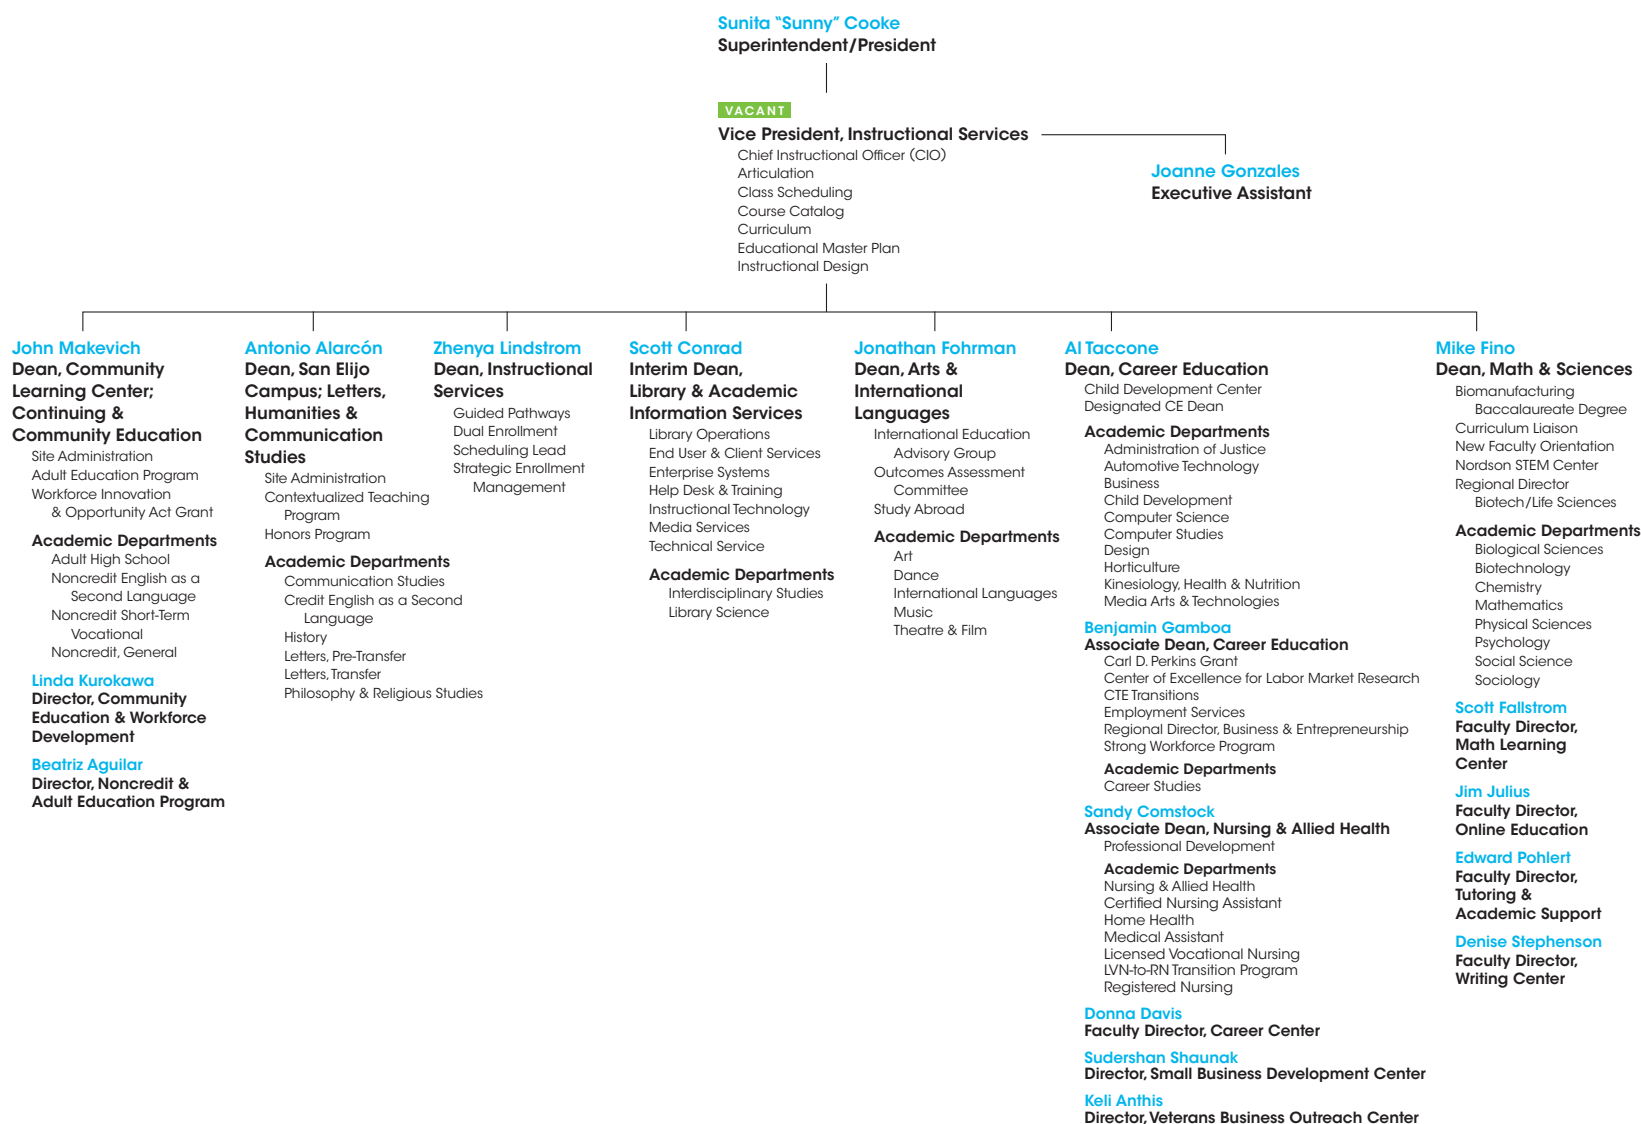 Sunita “Sunny” Cooke
Superintendent/President
VACANT
Vice President, Instructional Services
Chief Instructional Officer (CIO)
Articulation
Class Scheduling
Course Catalog
Curriculum
Educational Master Plan
Instructional Design
Joanne Gonzales
Executive Assistant
John Makevich
Dean, Community
Learning Center;
Continuing &
Community Education
Site Administration
Adult Education Program
Workforce Innovation
& Opportunity Act Grant
Academic Departments
Adult High School
Noncredit English as a
Second Language
Noncredit Short-Term
Vocational
Noncredit, General
Linda Kurokawa
Director, Community
Education & Workforce
Development
Beatriz Aguilar
Director, Noncredit &
Adult Education Program
Antonio Alarcón
Dean, San Elijo
Campus; Letters,
Humanities &
Communication
Studies
Site Administration
Contextualized Teaching
Program
Honors Program
Academic Departments
Communication Studies
Credit English as a Second
Language
History
Letters, Pre-Transfer
Letters, Transfer
Philosophy & Religious Studies
Zhenya Lindstrom
Dean, Instructional
Services
Guided Pathways
Dual Enrollment
Scheduling Lead
Strategic Enrollment
Management
Scott Conrad
Interim Dean,
Library & Academic
Information Services
Library Operations
End User & Client Services
Enterprise Systems
Help Desk & Training
Instructional Technology
Media Services
Technical Service
Academic Departments
Interdisciplinary Studies
Library Science
Jonathan Fohrman
Dean, Arts &
International
Languages
International Education
Advisory Group
Outcomes Assessment
Committee
Study Abroad
Academic Departments
Art
Dance
International Languages
Music
Theatre & Film
Al Taccone
Dean, Career Education
Child Development Center
Designated CE Dean
Academic Departments
Administration of Justice
Automotive Technology
Business
Child Development
Computer Science
Computer Studies
Design
Horticulture
Kinesiology, Health & Nutrition
Media Arts & Technologies
Benjamin Gamboa
Associate Dean, Career Education
Carl D. Perkins Grant
Center of Excellence for Labor Market Research
CTE Transitions
Employment Services
Regional Director, Business & Entrepreneurship
Strong Workforce Program
Academic Departments
Career Studies
Sandy Comstock
Associate Dean, Nursing & Allied Health
Professional Development
Academic Departments
Nursing & Allied Health
Certified Nursing Assistant
Home Health
Medical Assistant
Licensed Vocational Nursing
LVN-to-RN Transition Program
Registered Nursing
Donna Davis
Faculty Director, Career Center
Sudershan Shaunak
Director, Small Business Development Center
Keli Anthis
Director, Veterans Business Outreach Center
Mike Fino
Dean, Math & Sciences
Biomanufacturing
Baccalaureate Degree
Curriculum Liaison
New Faculty Orientation
Nordson STEM Center
Regional Director
Biotech/Life Sciences
Academic Departments
Biological Sciences
Biotechnology
Chemistry
Mathematics
Physical Sciences
Psychology
Social Science
Sociology
Scott Fallstrom
Faculty Director,
Math Learning
Center
Jim Julius
Faculty Director,
Online Education
Edward Pohlert
Faculty Director,
Tutoring &
Academic Support
Denise Stephenson
Faculty Director,
Writing Center